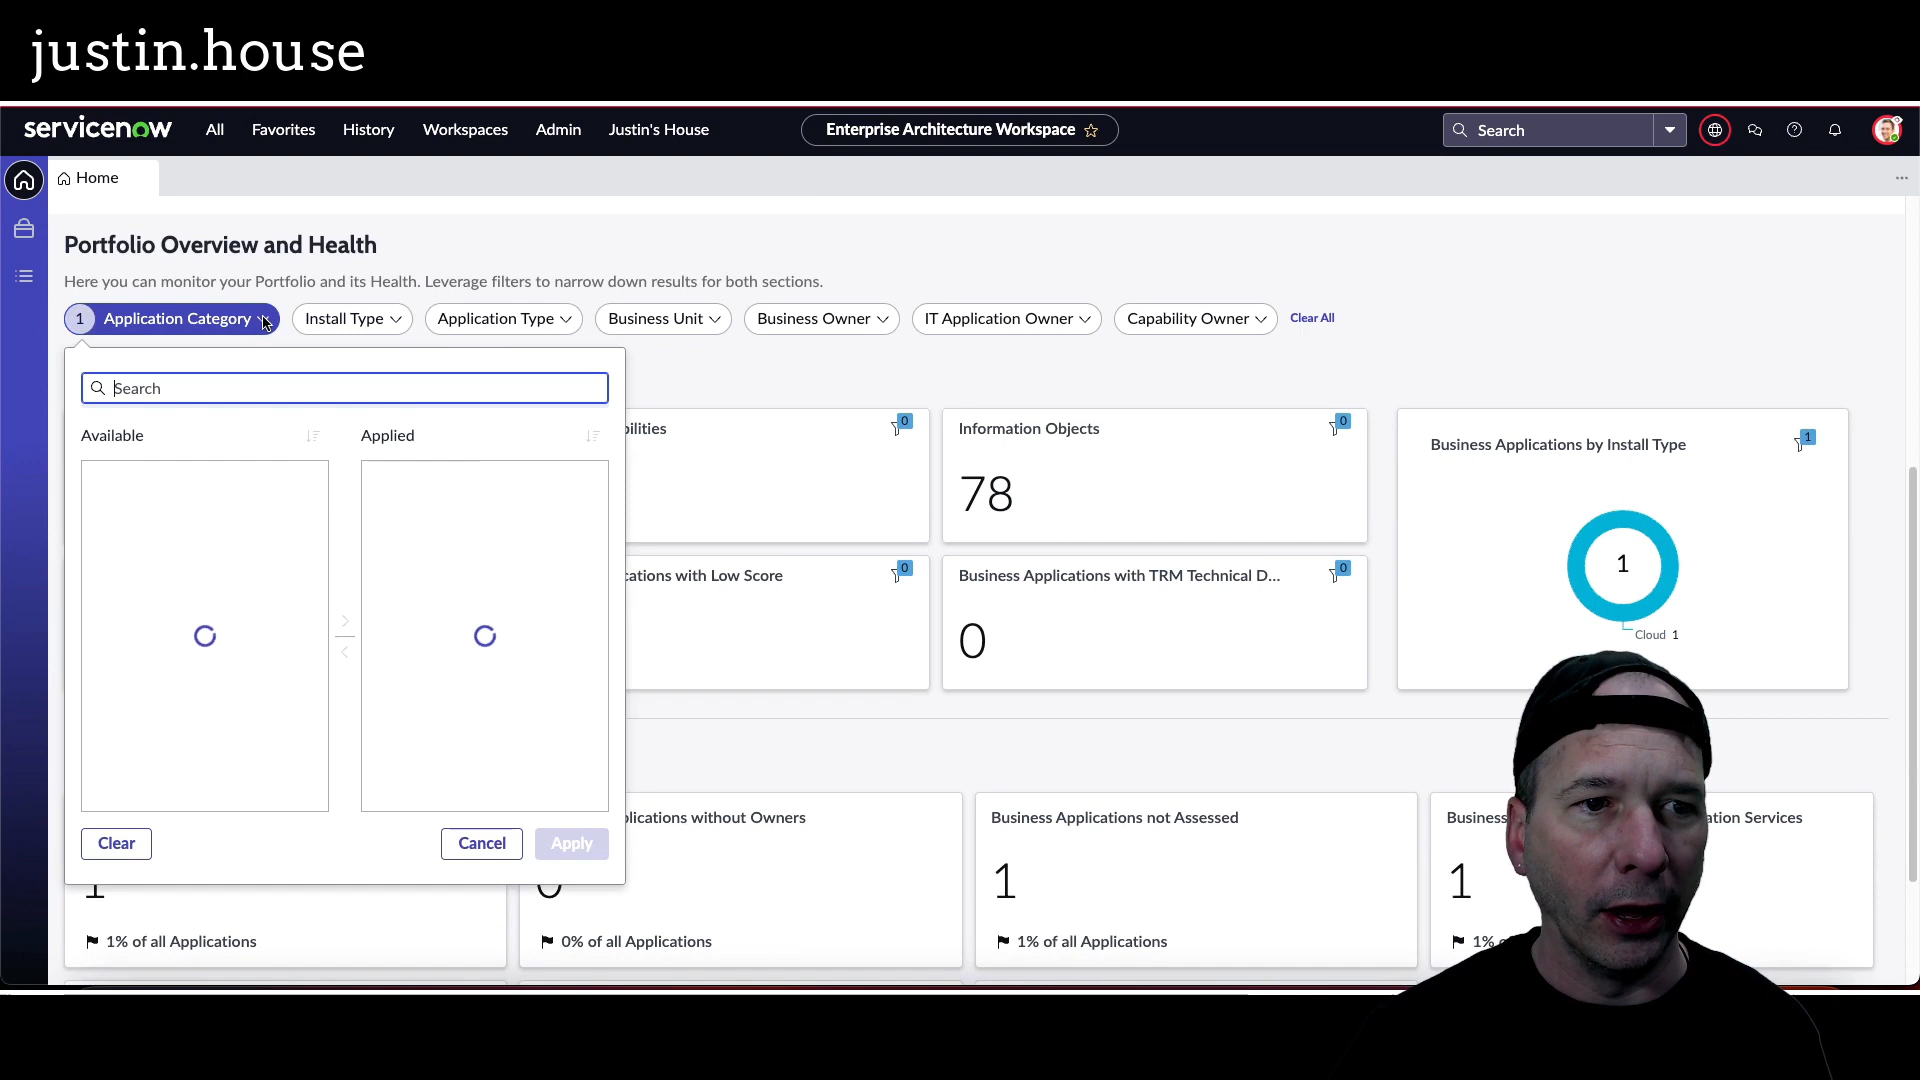 justin.house
servicenow All Favorites History Workspaces Admin Justin's House Enterprise Architecture Workspace Search
Home
Portfolio Overview and Health
Here you can monitor your Portfolio and its Health. Leverage filters to narrow down results for both sections.
1 Application Category Install Type Application Type Business Unit Business Owner IT Application Owner Capability Owner Clear All
Search
Available Applied
bilities 0 Information Objects 0 Business Applications by Install Type 1
78
1
Cloud 1
cations with Low Score 0 Business Applications with TRM Technical D... 0
0
plications without Owners Business Applications not Assessed Business ation Services
Clear Cancel Apply
1 0 1 1
1% of all Applications 0% of all Applications 1% of all Applications 1%